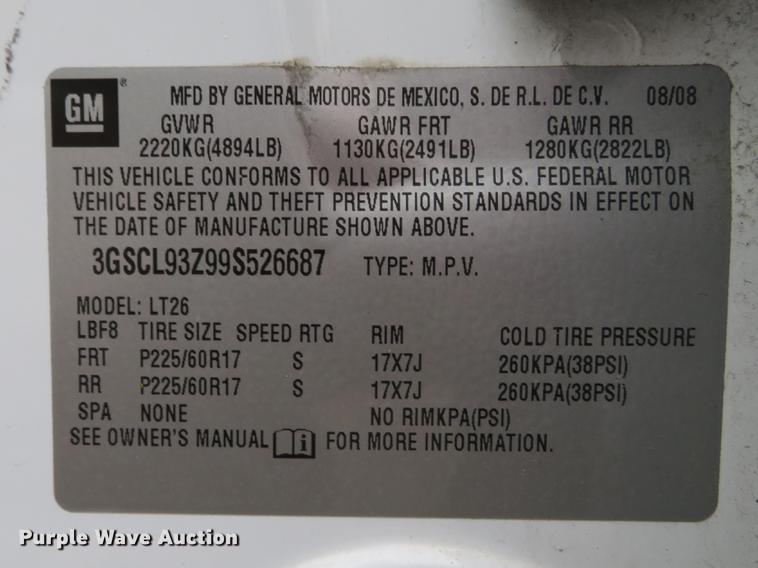 GM® MFD BY GENERAL MOTORS DE MEXICO, S. DE R.L. DE C.V. 08/08
GVWR GAWR FRT GAWR RR
2220KG(4894LB) 1130KG(2491LB) 1280KG(2822LB)
THIS VEHICLE CONFORMS TO ALL APPLICABLE U.S. FEDERAL MOTOR
VEHICLE SAFETY AND THEFT PREVENTION STANDARDS IN EFFECT ON
THE DATE OF MANUFACTURE SHOWN ABOVE.
3GSCL93Z99S526687 TYPE: M.P.V.
MODEL: LT26
LBF8 TIRE SIZE SPEED RTG RIM COLD TIRE PRESSURE
FRT P225/60R17 S 17X7J 260KPA(38PSI)
RR P225/60R17 S 17X7J 260KPA(38PSI)
SPA NONE NO RIMKPA(PSI)
SEE OWNER'S MANUAL i FOR MORE INFORMATION.
Purple Wave Auction